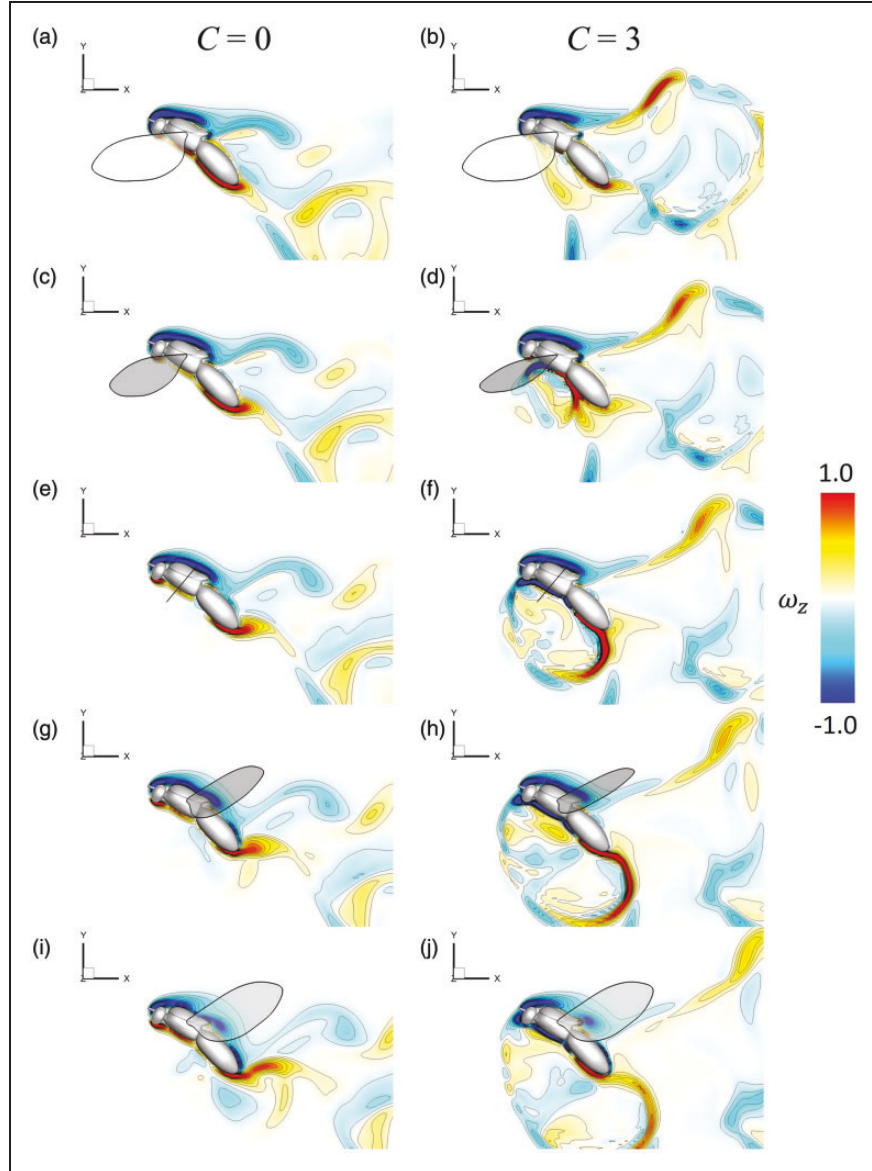 (a) C = 0 (b) C = 3
Y Y
Z X Z X
(c) (d)
Y Y
Z X Z X
(e) (f)
Y Y
Z X Z X
1.0
ω_z
-1.0
(g) (h)
Y Y
Z X Z X
(i) (j)
Y Y
Z X Z X